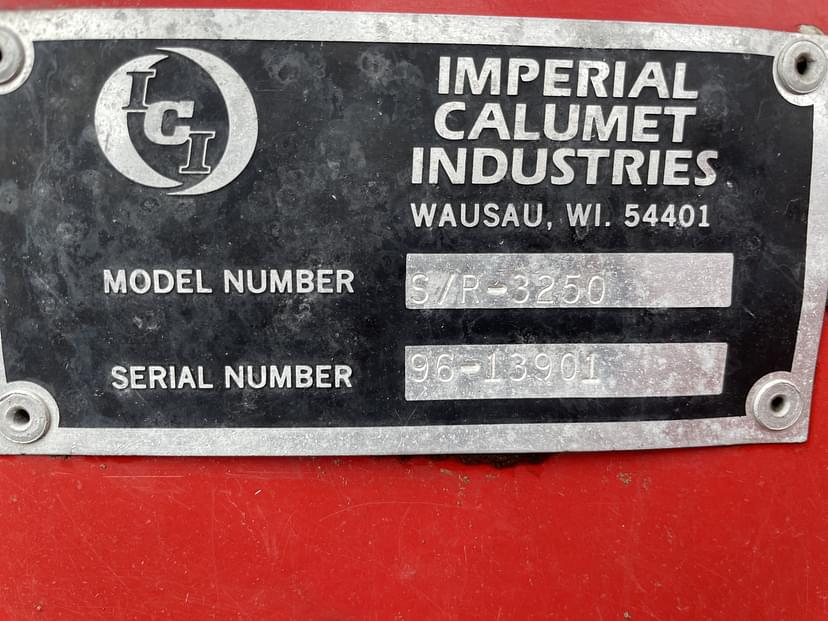 ICI
IMPERIAL
CALUMET
INDUSTRIES
WAUSAU, WI. 54401
MODEL NUMBER S/R-3250
SERIAL NUMBER 96-13901